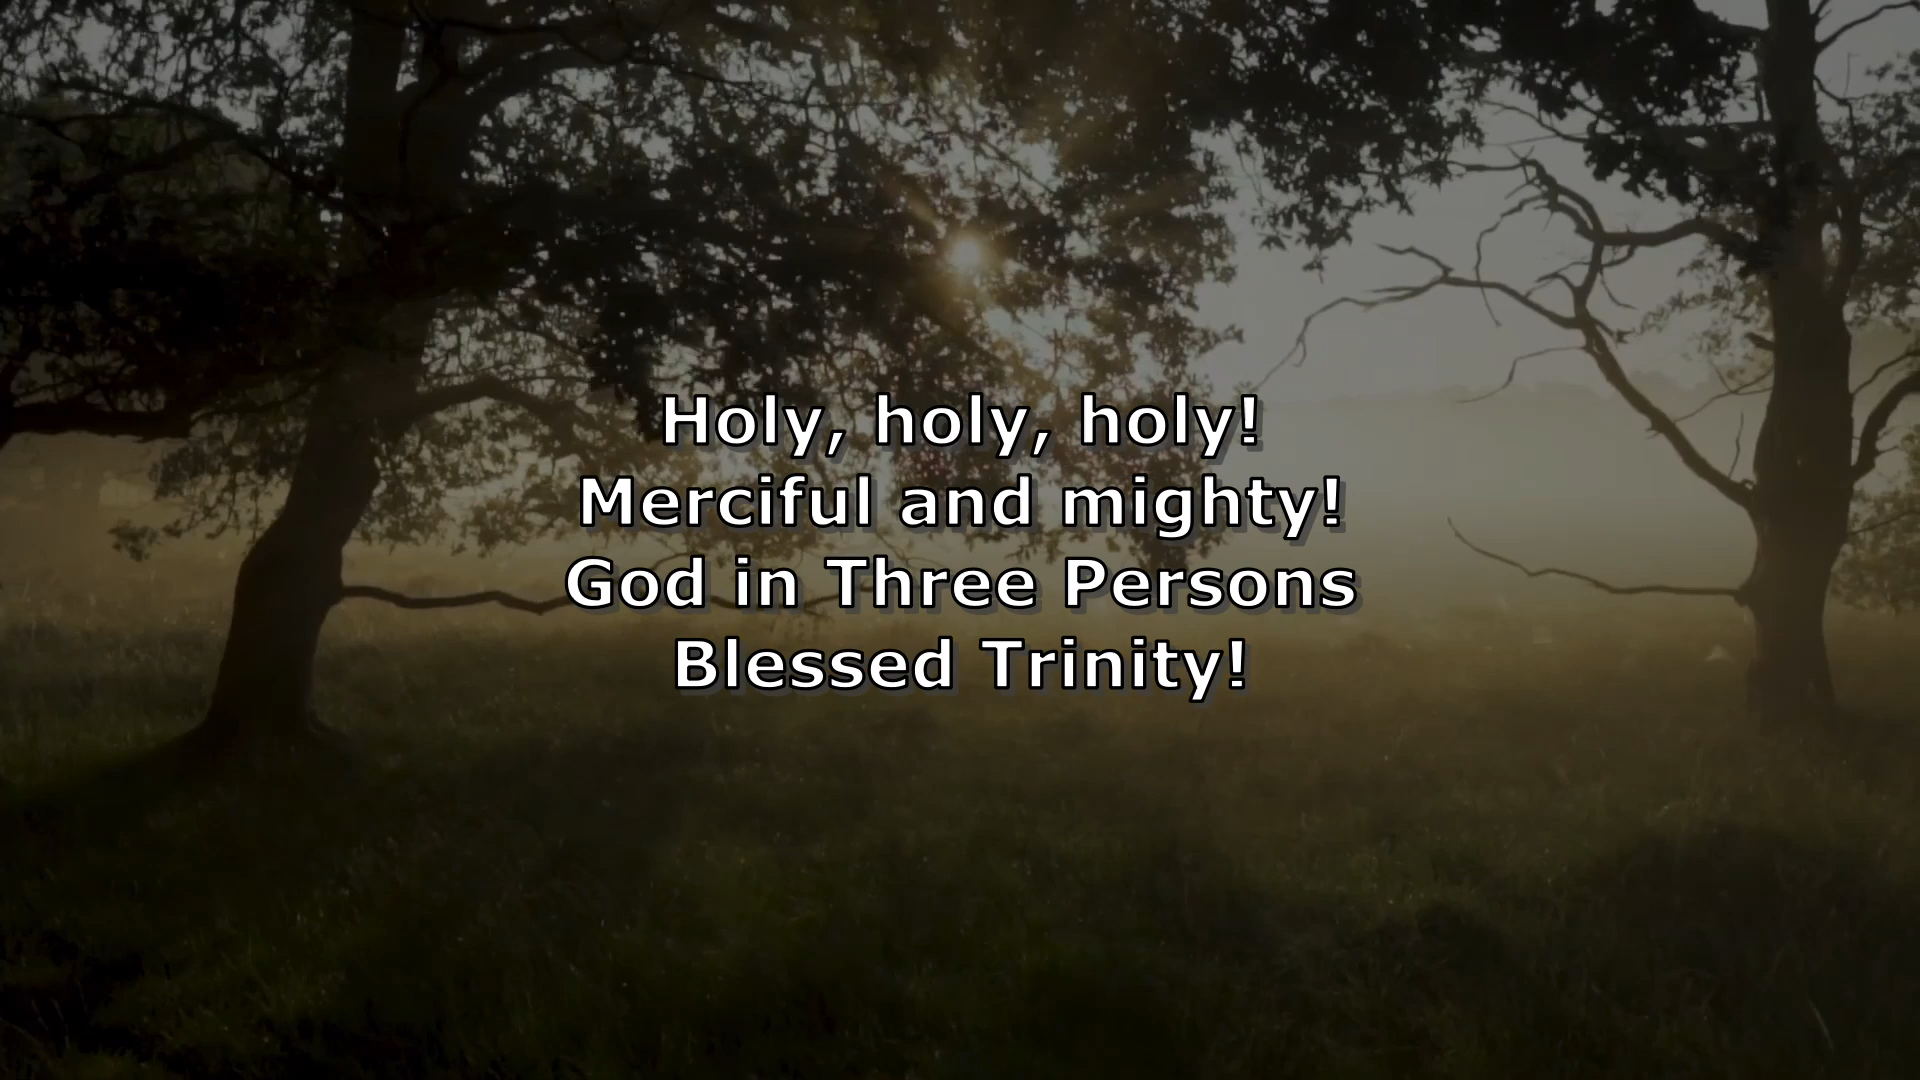 Holy, holy, holy!
Merciful and mighty!
God in Three Persons
Blessed Trinity!